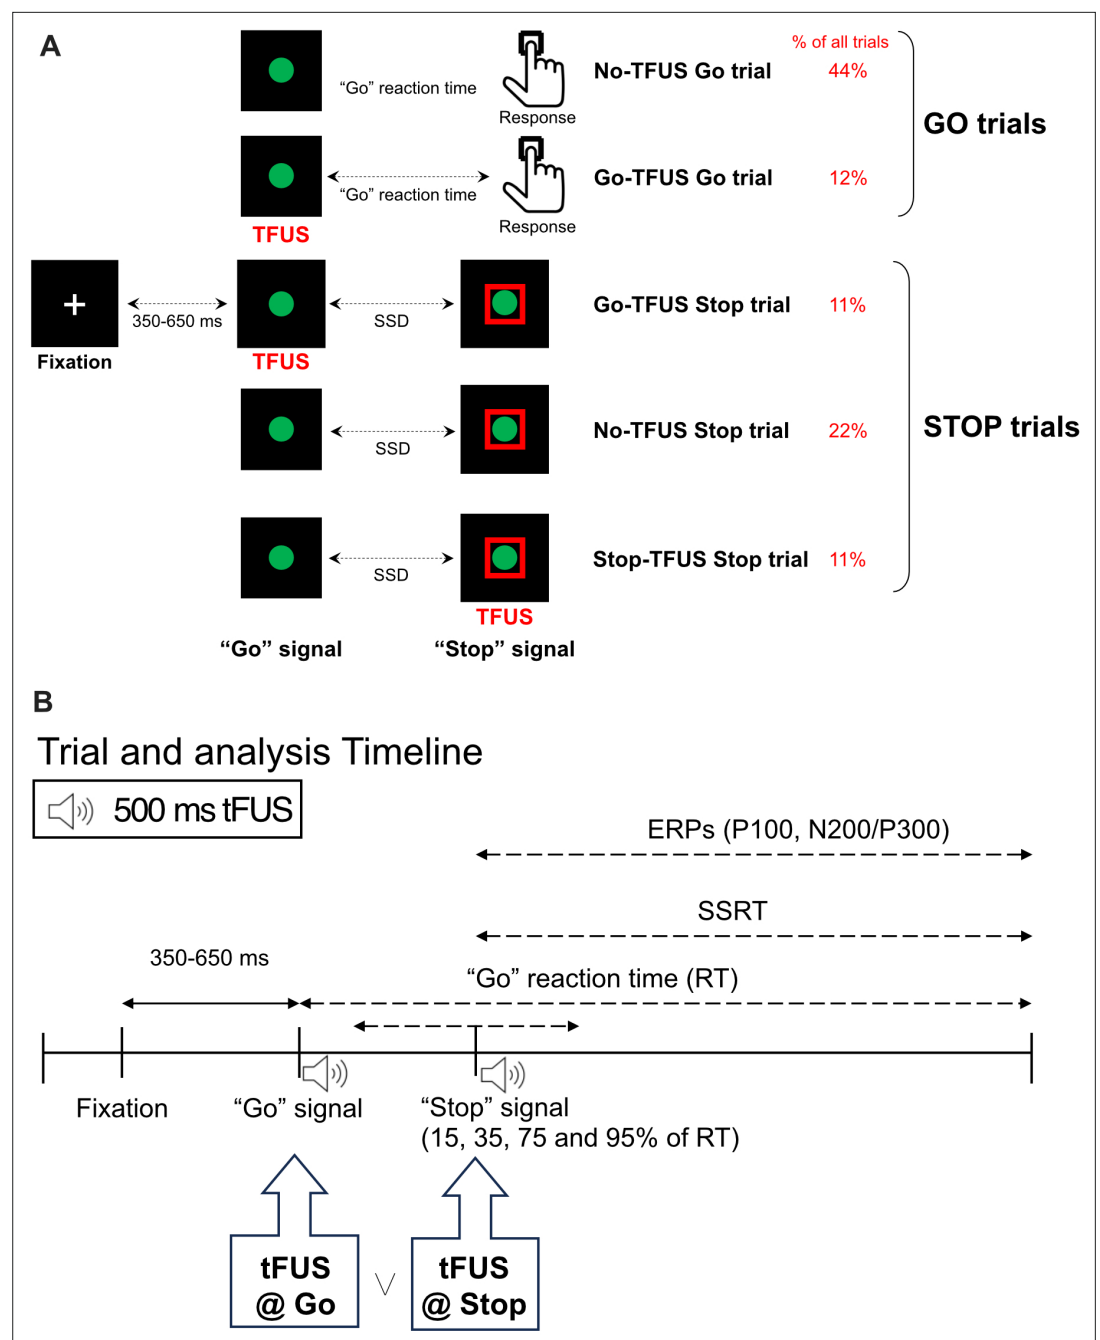 A
% of all trials
“Go” reaction time
Response
No-TFUS Go trial
44%
GO trials
“Go” reaction time
Response
Go-TFUS Go trial
12%
TFUS
350-650 ms
Fixation
SSD
TFUS
Go-TFUS Stop trial
11%
SSD
No-TFUS Stop trial
22%
STOP trials
SSD
Stop-TFUS Stop trial
11%
TFUS
“Go” signal
“Stop” signal
B
Trial and analysis Timeline
500 ms tFUS
ERPs (P100, N200/P300)
SSRT
350-650 ms
“Go” reaction time (RT)
Fixation
“Go” signal
“Stop” signal
(15, 35, 75 and 95% of RT)
tFUS
@ Go
V
tFUS
@ Stop